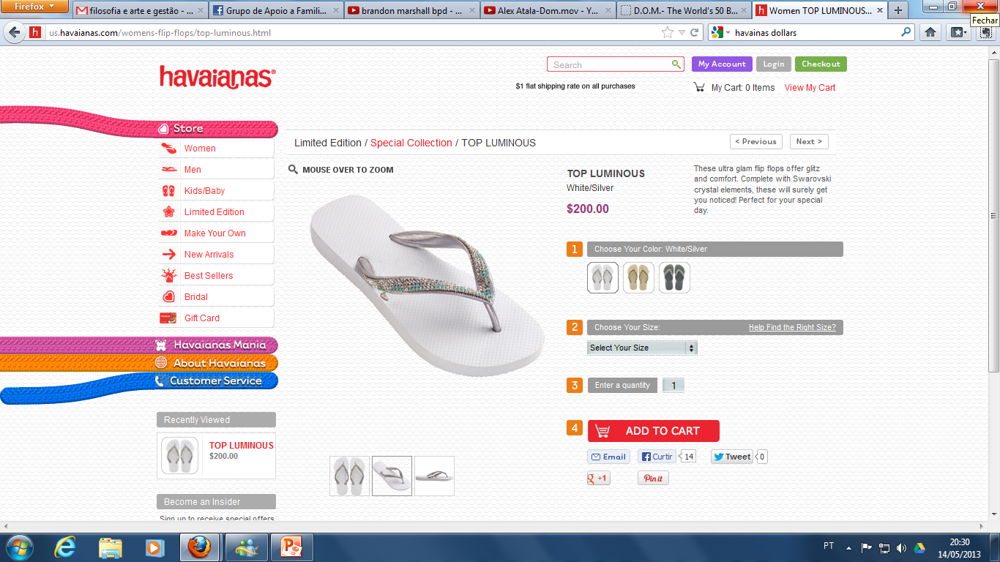 Firefox
filosofia e arte e gestão - ...
Grupo de Apoio a Famili...
brandon marshall bpd - ...
Alex Atala-Dom.mov - Y...
D.O.M.- The World's 50 B...
Women TOP LUMINOUS...
Fechar
us.havaianas.com/womens-flip-flops/top-luminous.html
havainas dollars
havaianas®
Search
My Account
Login
Checkout
$1 flat shipping rate on all purchases
My Cart: 0 Items
View My Cart
Store
Women
Men
Kids/Baby
Limited Edition
Make Your Own
New Arrivals
Best Sellers
Bridal
Gift Card
Havaianas Mania
About Havaianas
Customer Service
Recently Viewed
TOP LUMINOUS
$200.00
Become an Insider
Sign up to receive special offers
Limited Edition / Special Collection / TOP LUMINOUS
< Previous
Next >
MOUSE OVER TO ZOOM
TOP LUMINOUS
White/Silver
$200.00
These ultra glam flip flops offer glitz
and comfort. Complete with Swarovski
crystal elements, these will surely get
you noticed! Perfect for your special
day.
1 Choose Your Color: White/Silver
2 Choose Your Size: Help Find the Right Size?
Select Your Size
3 Enter a quantity 1
4 ADD TO CART
Email
Curtir 14
Tweet 0
g +1
Pin it
PT
20:30
14/05/2013